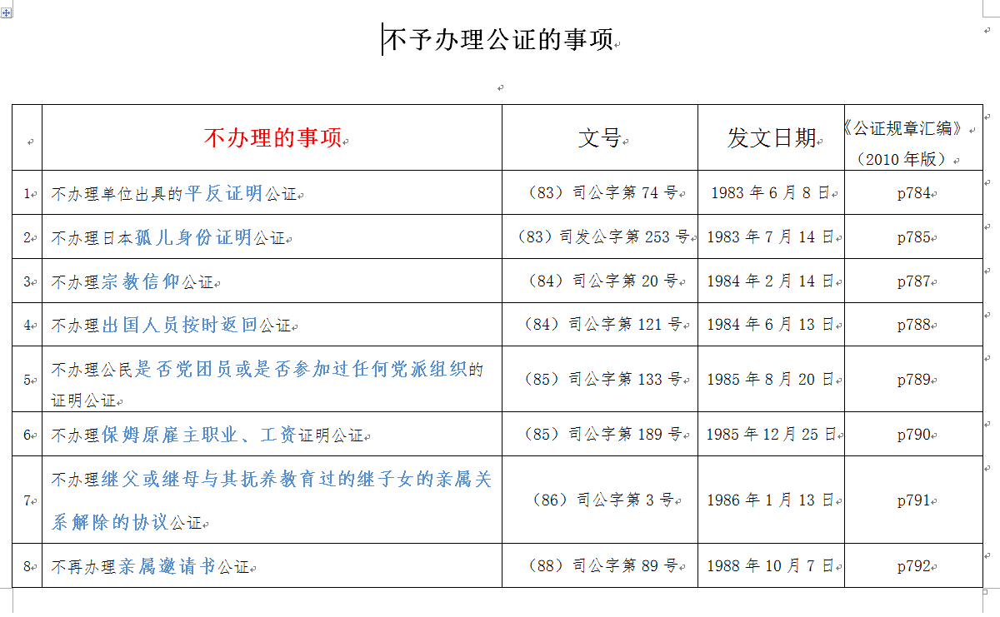 不予办理公证的事项
不办理的事项 文号 发文日期 《公证规章汇编》
（2010 年版）
1 不办理单位出具的平反证明公证 （83）司公字第 74 号 1983 年 6 月 8 日 p784
2 不办理日本孤儿身份证明公证 （83）司发公字第 253 号 1983 年 7 月 14 日 p785
3 不办理宗教信仰公证 （84）司公字第 20 号 1984 年 2 月 14 日 p787
4 不办理出国人员按时返回公证 （84）司公字第 121 号 1984 年 6 月 13 日 p788
5 不办理公民是否党团员或是否参加过任何党派组织的
证明公证 （85）司公字第 133 号 1985 年 8 月 20 日 p789
6 不办理保姆原雇主职业、工资证明公证 （85）司公字第 189 号 1985 年 12 月 25 日 p790
7 不办理继父或继母与其抚养教育过的继子女的亲属关
系解除的协议公证 （86）司公字第 3 号 1986 年 1 月 13 日 p791
8 不再办理亲属邀请书公证 （88）司公字第 89 号 1988 年 10 月 7 日 p792